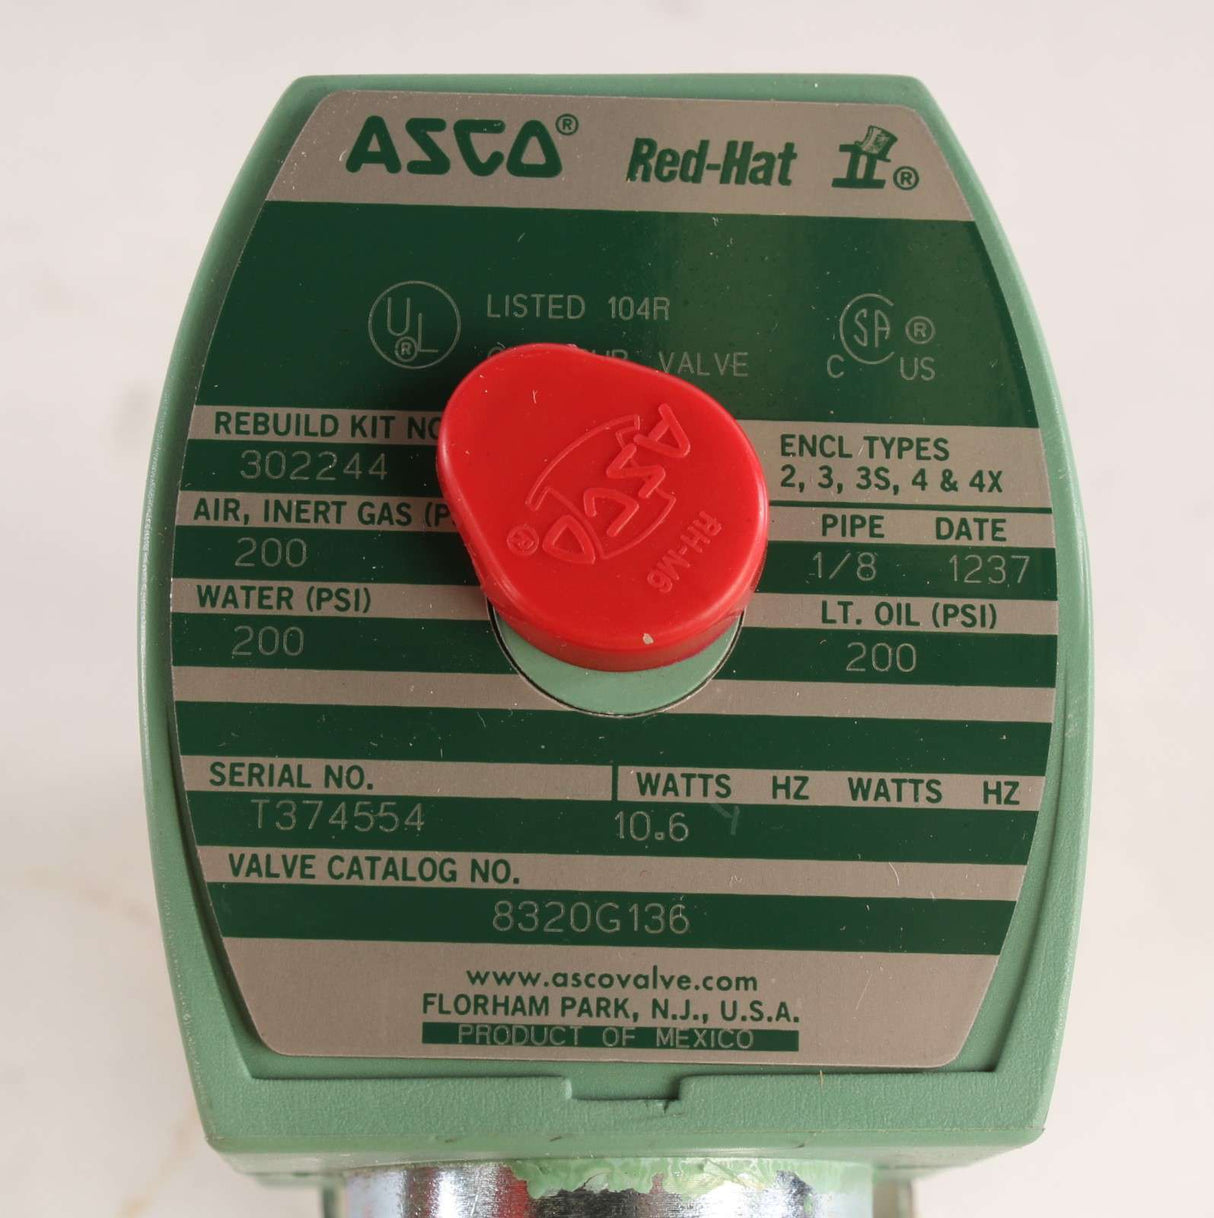 ASCO® Red-Hat II®
UL® LISTED 104R
VALVE
SA® C US
REBUILD KIT
302244
ENCL TYPES
2, 3, 3S, 4 & 4X
AIR, INERT GAS
200
PIPE DATE
1/8 1237
WATER (PSI)
200
LT. OIL (PSI)
200
ASCO®
RH-M6
SERIAL NO. WATTS HZ WATTS HZ
T374554 10.6
VALVE CATALOG NO.
8320G136
www.ascovalve.com
FLORHAM PARK, N.J., U.S.A.
PRODUCT OF MEXICO